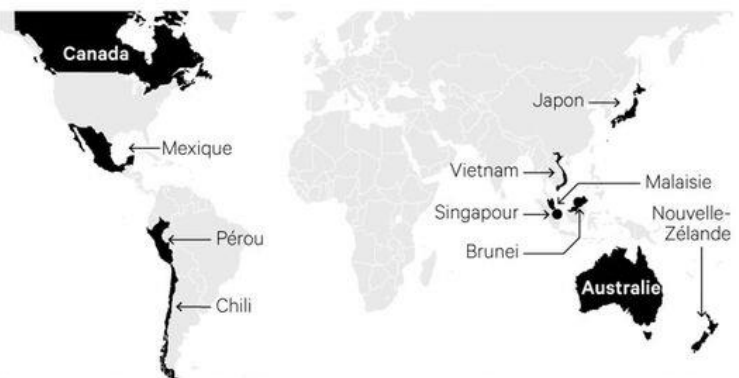 Canada
Mexique
Pérou
Chili
Japon
Vietnam
Malaisie
Singapour
Nouvelle-
Zélande
Brunei
Australie